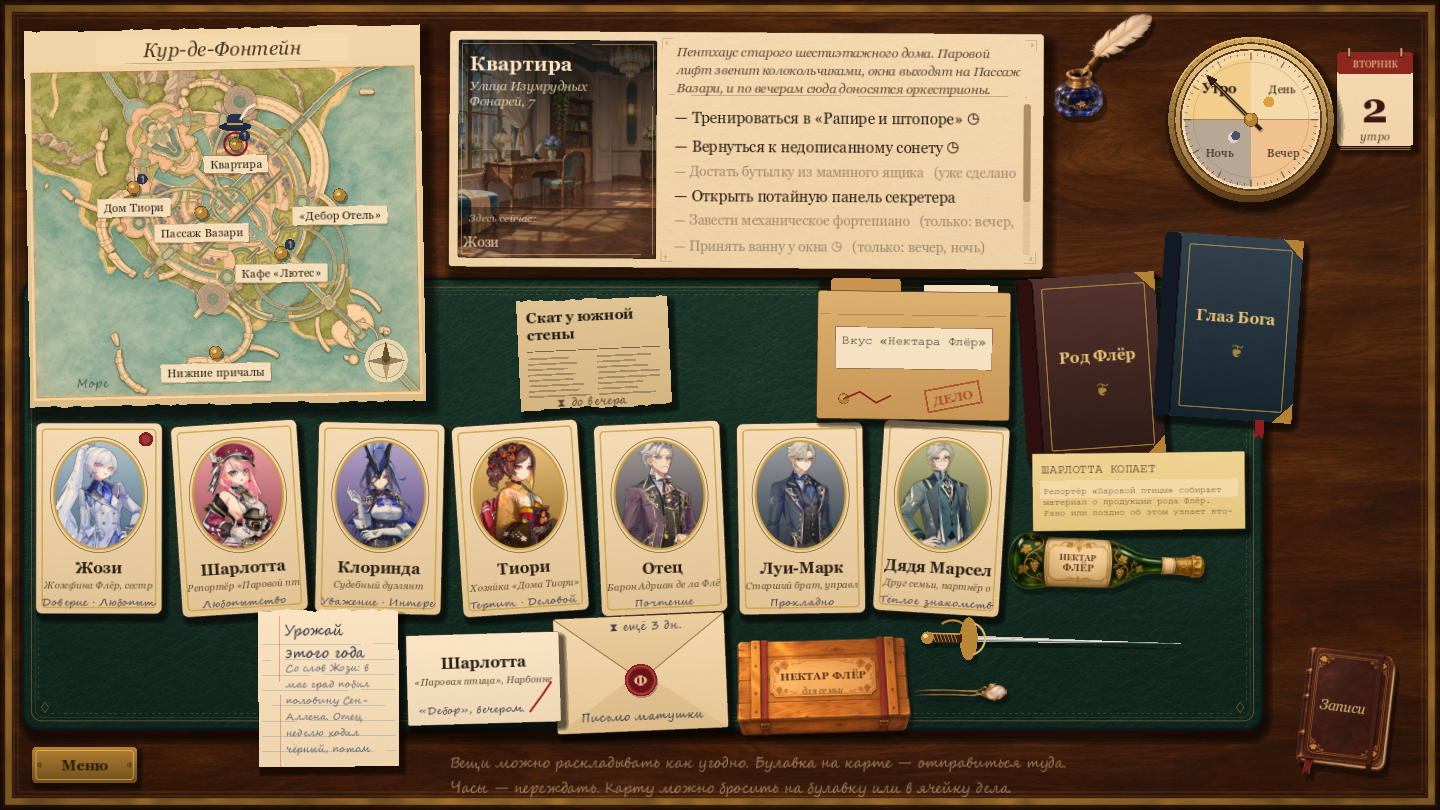 Кур-де-Фонтейн
Квартира
Дом Тиори
«Дебор Отель»
Пассаж Вазари
Кафе «Лютес»
Нижние причалы
Море
Квартира
Улица Изумрудных
Фонарей, 7
Здесь сейчас:
Жози
Пентхаус старого шестиэтажного дома. Паровой
лифт звенит колокольчиками, окна выходят на Пассаж
Вазари, и по вечерам сюда доносятся оркестрионы.
— Тренироваться в «Рапире и штопоре»
— Вернуться к недописанному сонету
— Достать бутылку из маминого ящика (уже сделано
— Открыть потайную панель секретера
— Завести механическое фортепиано (только: вечер,
— Принять ванну у окна (только: вечер, ночь)
Утро
День
Ночь
Вечер
ВТОРНИК
2
утро
Скат у южной
стены
до вечера
Вкус «Нектара Флёр»
ДЕЛО
Род Флёр
Глаз Бога
ШАРЛОТТА КОПАЕТ
Репортёр «Паровой птицы» собирает
материал о продукции рода Флёр.
Рано или поздно об этом узнает кто-
Жози
Жозефина Флёр, сестр
Доверие · Любопыт
Шарлотта
Репортёр «Паровой пт
Любопытство
Клоринда
Судебный дуэлянт
Уважение · Интере
Тиори
Хозяйка «Дома Тиори»
Терпит · Деловой
Отец
Барон Адриан де ла Флё
Почтение
Луи-Марк
Старший брат, управл
Прохладно
Дядя Марсел
Друг семьи, партнёр о
Тёплое знакомств
НЕКТАР
ФЛЁР
Урожай
этого года
Со слов Жози: в
мае град побил
половину Сен-
Аллена. Отец
неделю ходил
чёрный, потом
Шарлотта
«Паровая птица», Нарбонн
«Дебор», вечером.
ещё 3 дн.
Ф
Письмо матушки
НЕКТАР ФЛЁР
для семьи
Записи
Меню
Вещи можно раскладывать как угодно. Булавка на карте — отправиться туда.
Часы — переждать. Карту можно бросить на булавку или в ячейку дела.